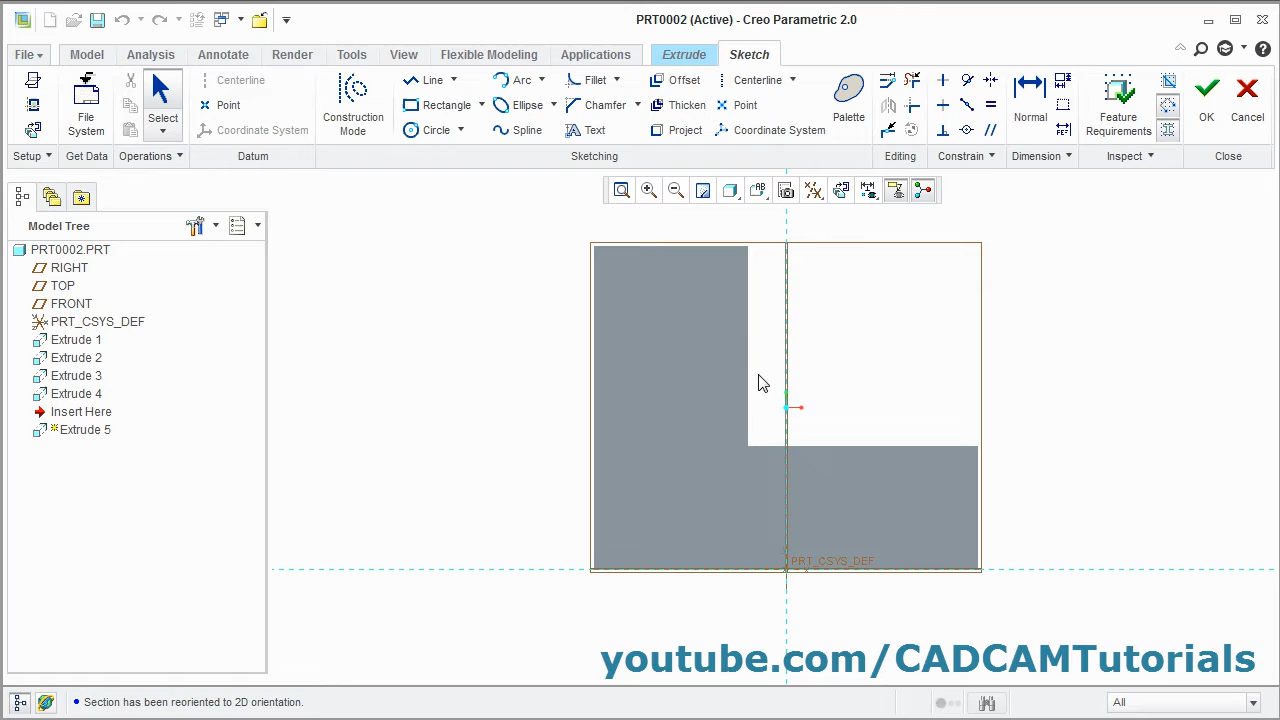 PRT0002 (Active) - Creo Parametric 2.0
File Model Analysis Annotate Render Tools View Flexible Modeling Applications Extrude Sketch
Centerline Line Arc Fillet Offset Centerline
Point Rectangle Ellipse Chamfer Thicken Point
Coordinate System Circle Spline Text Project Coordinate System
File System Select Construction Mode Palette Normal Feature Requirements OK Cancel
Setup Get Data Operations Datum Sketching Editing Constrain Dimension Inspect Close
Model Tree
PRT0002.PRT
RIGHT
TOP
FRONT
PRT_CSYS_DEF
Extrude 1
Extrude 2
Extrude 3
Extrude 4
Insert Here
Extrude 5
PRT_CSYS_DEF
youtube.com/CADCAMTutorials
Section has been reoriented to 2D orientation.
All